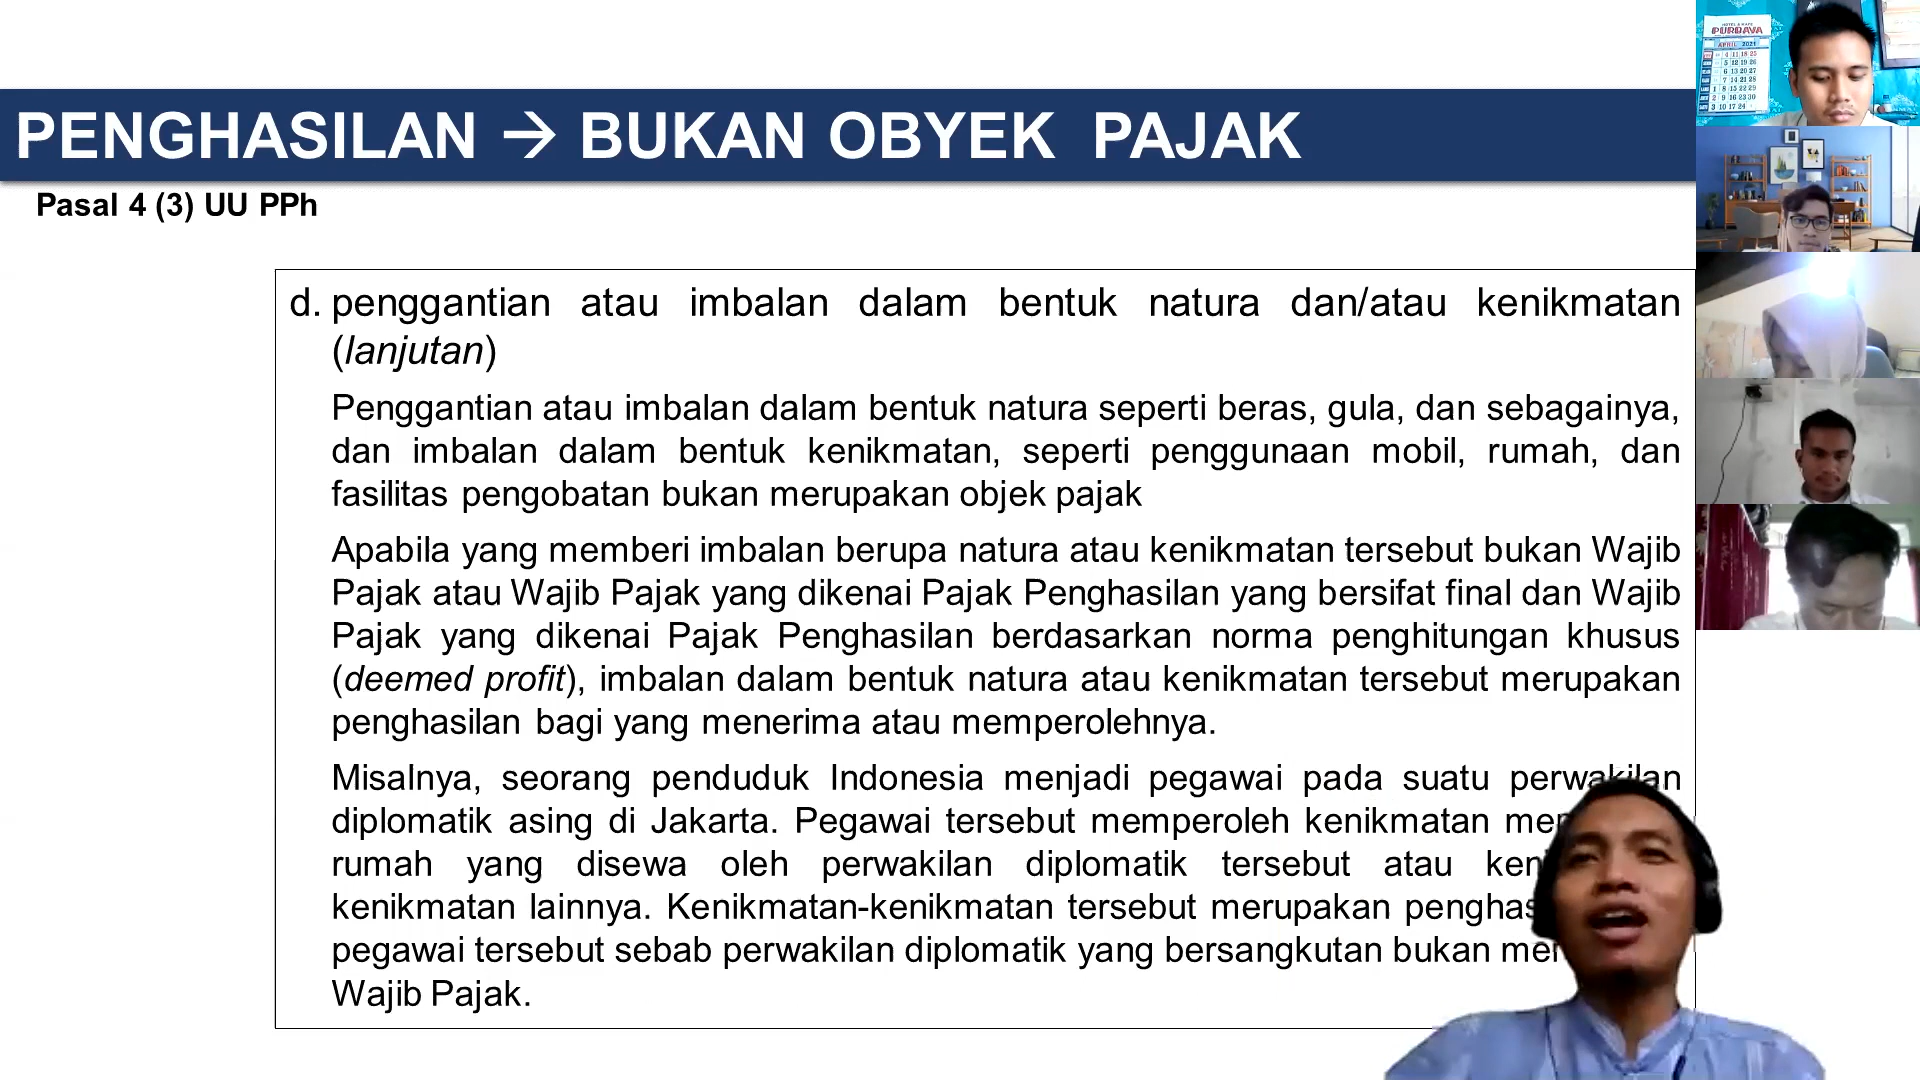 PENGHASILAN → BUKAN OBYEK PAJAK
Pasal 4 (3) UU PPh
d. penggantian atau imbalan dalam bentuk natura dan/atau kenikmatan
(lanjutan)
Penggantian atau imbalan dalam bentuk natura seperti beras, gula, dan sebagainya,
dan imbalan dalam bentuk kenikmatan, seperti penggunaan mobil, rumah, dan
fasilitas pengobatan bukan merupakan objek pajak
Apabila yang memberi imbalan berupa natura atau kenikmatan tersebut bukan Wajib
Pajak atau Wajib Pajak yang dikenai Pajak Penghasilan yang bersifat final dan Wajib
Pajak yang dikenai Pajak Penghasilan berdasarkan norma penghitungan khusus
(deemed profit), imbalan dalam bentuk natura atau kenikmatan tersebut merupakan
penghasilan bagi yang menerima atau memperolehnya.
Misalnya, seorang penduduk Indonesia menjadi pegawai pada suatu perwakilan
diplomatik asing di Jakarta. Pegawai tersebut memperoleh kenikmatan
rumah yang disewa oleh perwakilan diplomatik tersebut atau
kenikmatan lainnya. Kenikmatan-kenikmatan tersebut merupakan
pegawai tersebut sebab perwakilan diplomatik yang bersangkutan bukan
Wajib Pajak.
HOTEL & KAFE
PURBAYA
APRIL 2021